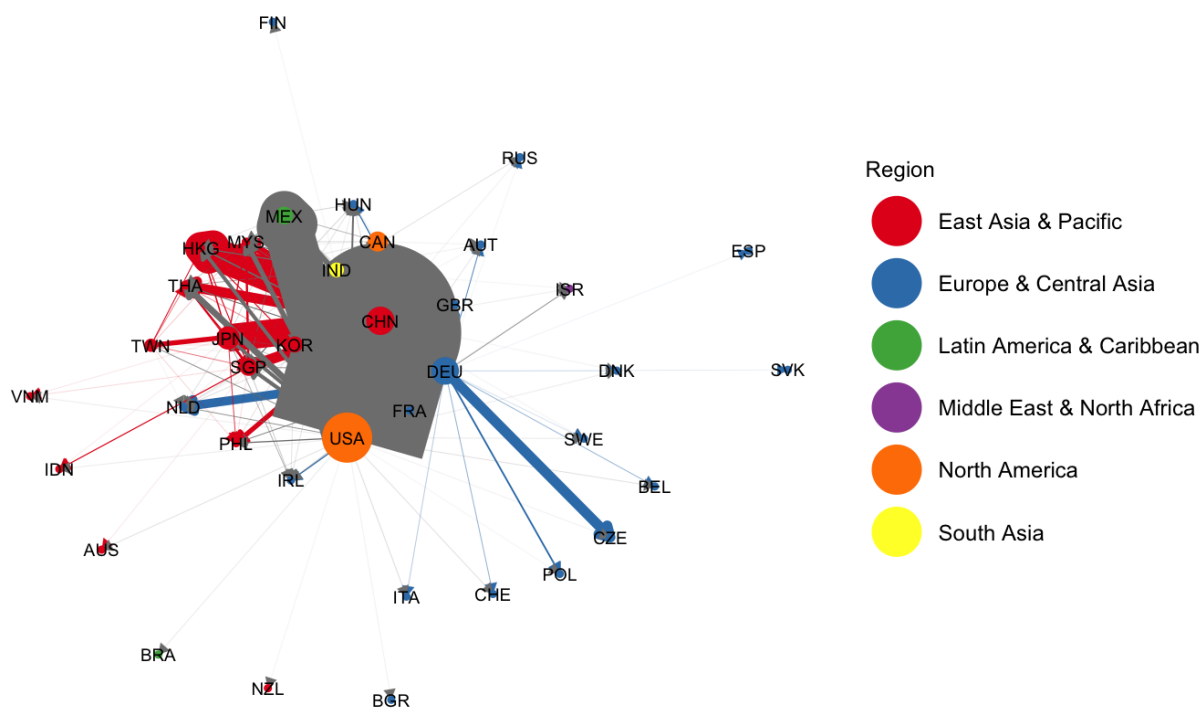 FIN
RUS
HUN
MEX
CAN
MYS
HKG
AUT
ESP
IND
THA
ISR
GBR
CHN
TWN
JPN
KOR
SGP
DEU
DNK
SVK
VNM
NLD
FRA
PHL
USA
SWE
IDN
IRL
BEL
CZE
AUS
POL
ITA
CHE
BRA
NZL
BGR
Region
East Asia & Pacific
Europe & Central Asia
Latin America & Caribbean
Middle East & North Africa
North America
South Asia